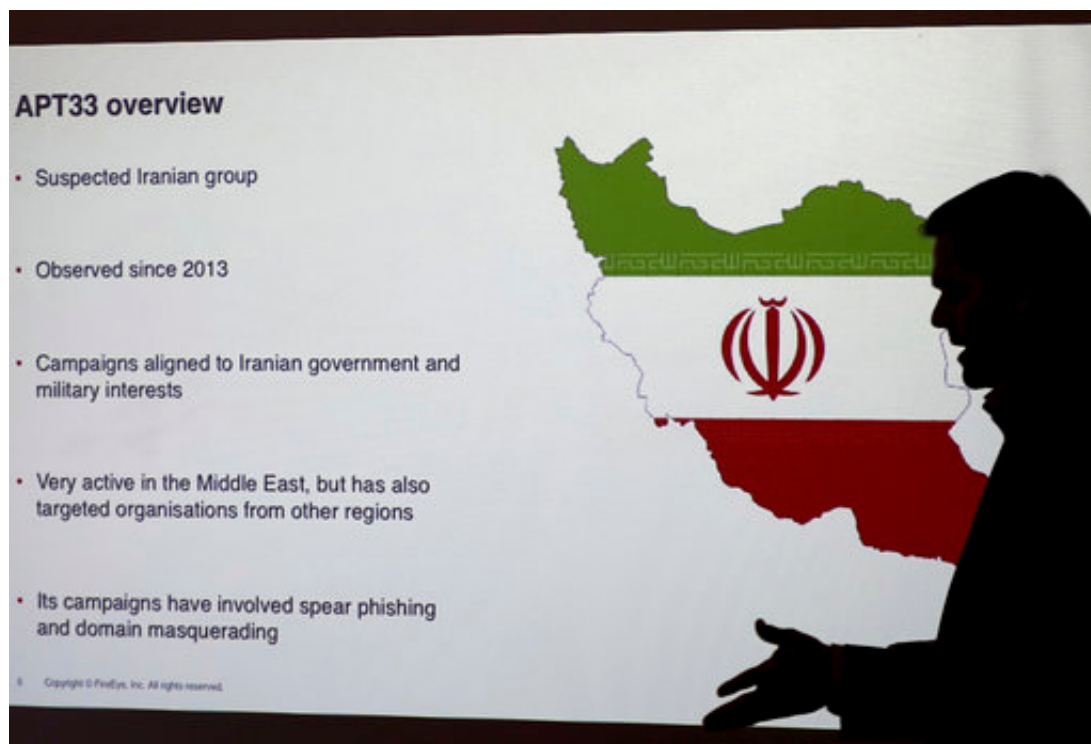 APT33 overview
• Suspected Iranian group
• Observed since 2013
• Campaigns aligned to Iranian government and
military interests
• Very active in the Middle East, but has also
targeted organisations from other regions
• Its campaigns have involved spear phishing
and domain masquerading
Copyright © FireEye, Inc. All rights reserved.